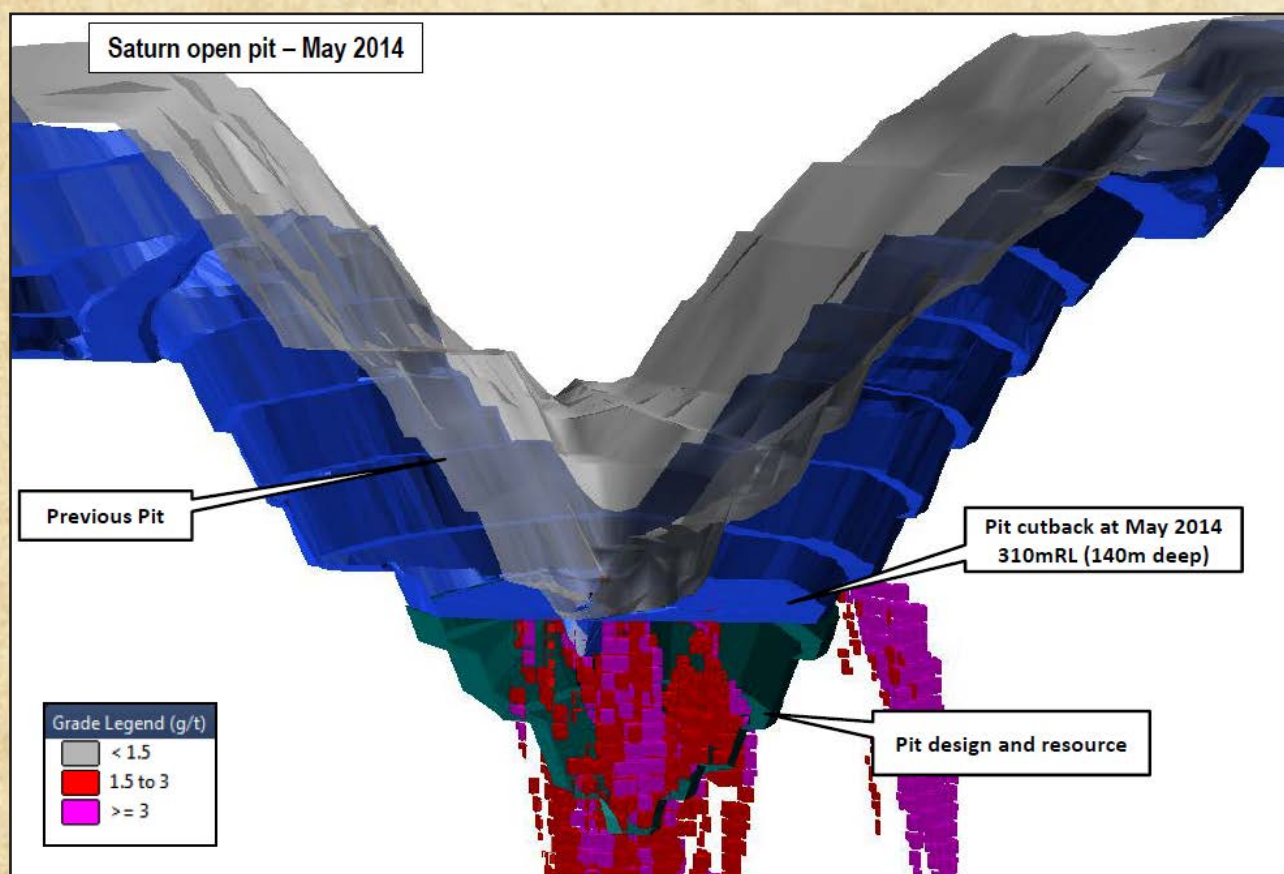 Saturn open pit – May 2014
Previous Pit
Pit cutback at May 2014
310mRL (140m deep)
Pit design and resource
Grade Legend (g/t)
< 1.5
1.5 to 3
>= 3